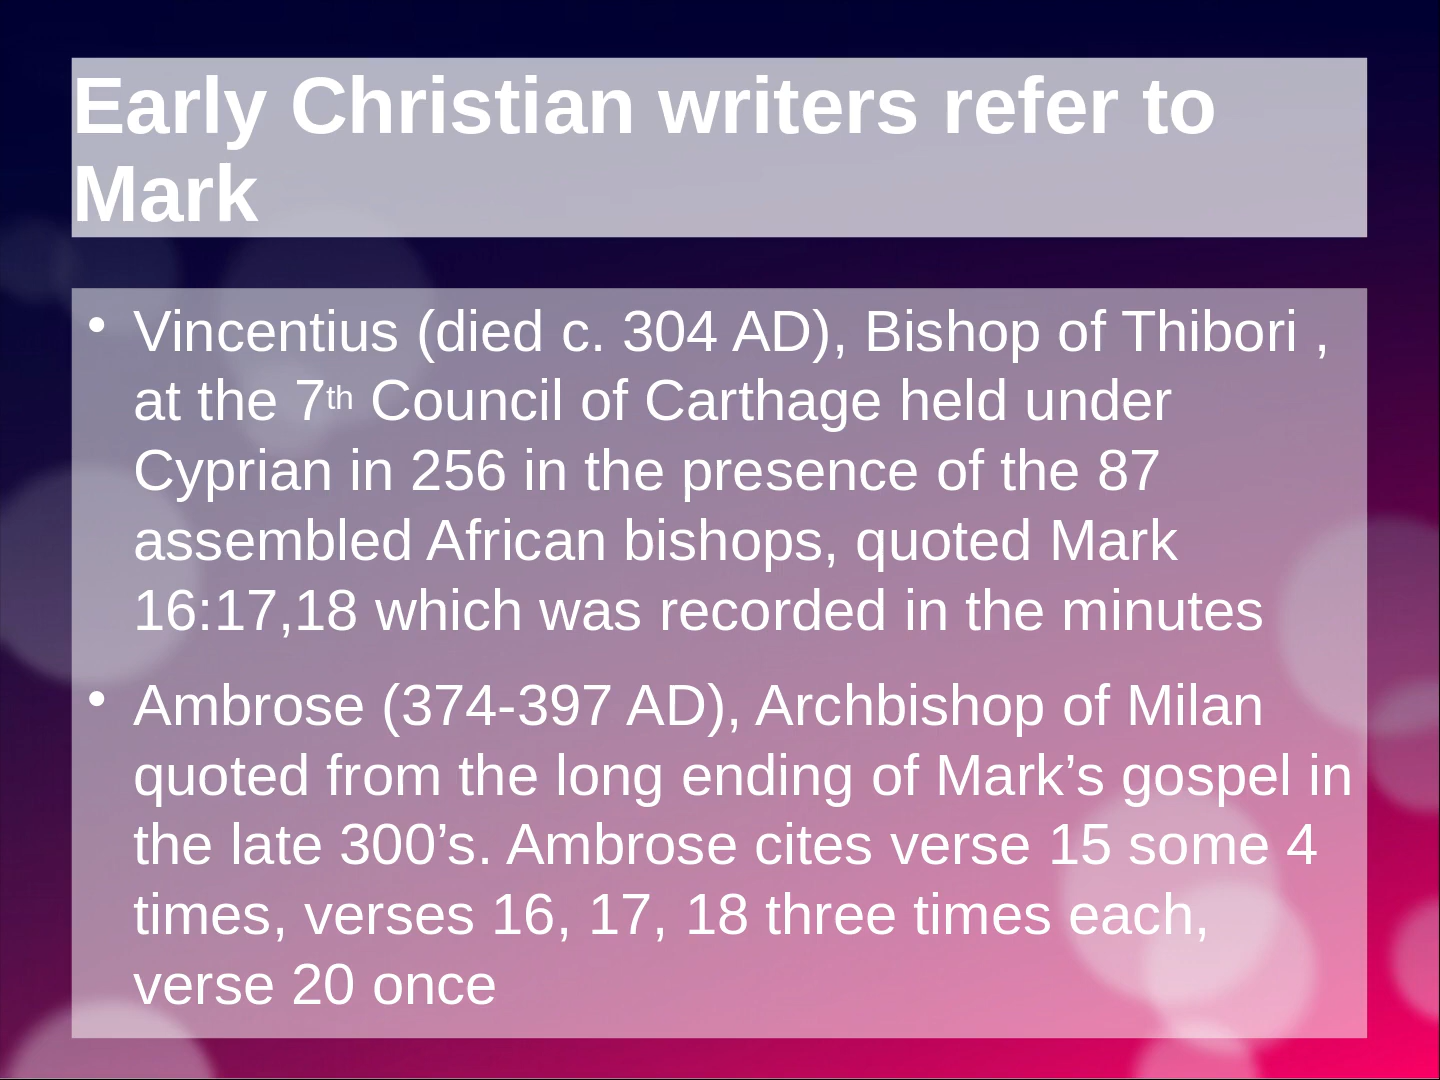 Early Christian writers refer to
Mark
• Vincentius (died c. 304 AD), Bishop of Thibori ,
at the 7th Council of Carthage held under
Cyprian in 256 in the presence of the 87
assembled African bishops, quoted Mark
16:17,18 which was recorded in the minutes
• Ambrose (374-397 AD), Archbishop of Milan
quoted from the long ending of Mark’s gospel in
the late 300’s. Ambrose cites verse 15 some 4
times, verses 16, 17, 18 three times each,
verse 20 once